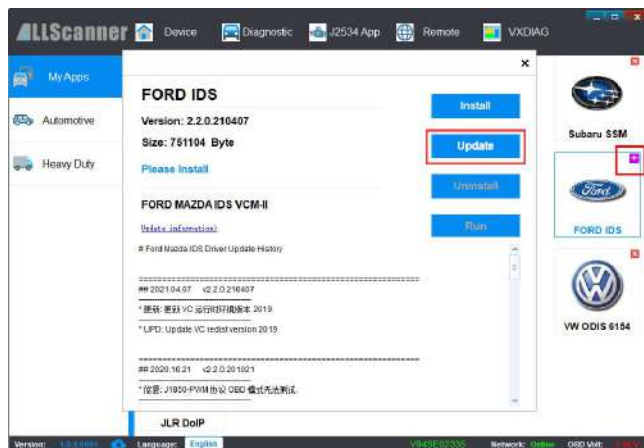 ALLScanner Device Diagnostic J2534 App Remote VXDIAG
My Apps
Automotive
Heavy Duty
FORD IDS
Version: 2.2.0.210407
Size: 751104 Byte
Please Install
Install
Update
Uninstall
Run
FORD MAZDA IDS VCM-II
Update information:
# Ford Mazda IDS Driver Update History
## 2021.04.07 v2.2.0.210407
*更新: 更新 VC 运行时环境版本 2019
* UPD: Update VC redist version 2019
## 2020.10.21 v2.2.0.201021
J1850-PWM 协议 OBD 模式无法测试.
Subaru SSM
Ford
FORD IDS
VW ODIS 6154
JLR DoIP
Version: Language: English V94SE02335 Network: Online OBD Volt: